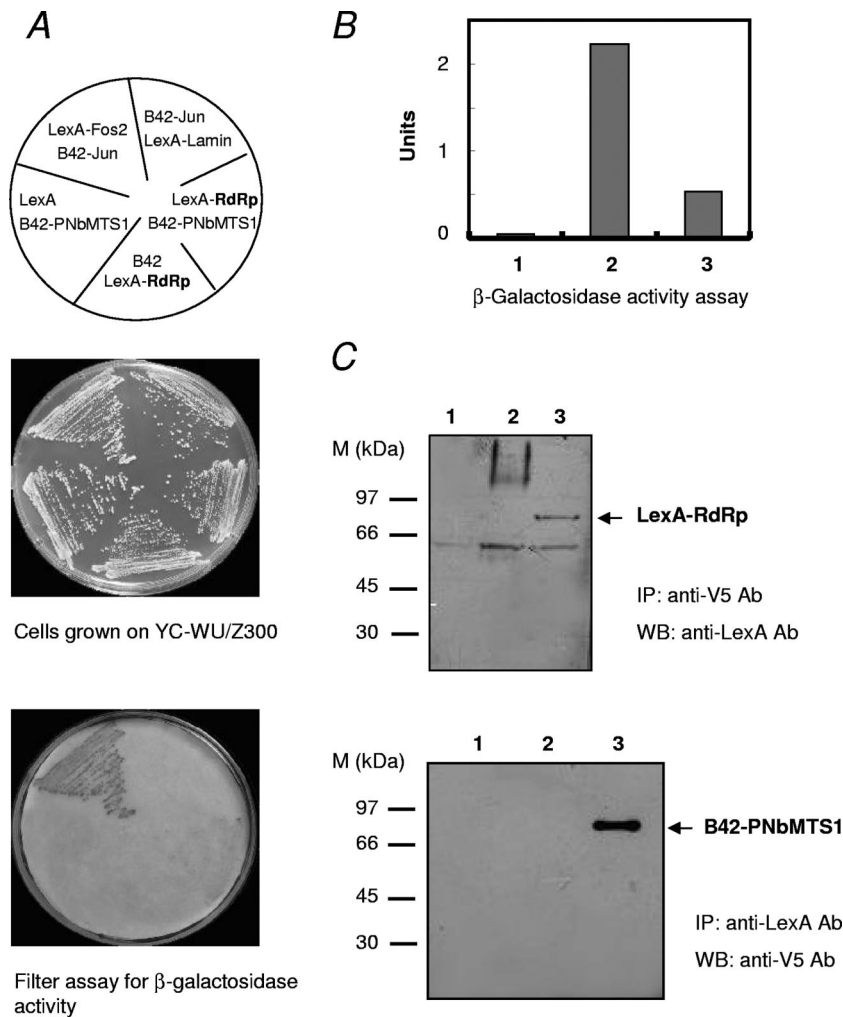 A
LexA-Fos2
B42-Jun
B42-Jun
LexA-Lamin
LexA
B42-PNbMTS1
LexA-RdRp
B42-PNbMTS1
B42
LexA-RdRp
Cells grown on YC-WU/Z300
Filter assay for β-galactosidase
activity
B
Units
2
1
0
1 2 3
β-Galactosidase activity assay
C
1 2 3
M (kDa)
97
66
45
30
LexA-RdRp
IP: anti-V5 Ab
WB: anti-LexA Ab
1 2 3
M (kDa)
97
66
45
30
B42-PNbMTS1
IP: anti-LexA Ab
WB: anti-V5 Ab